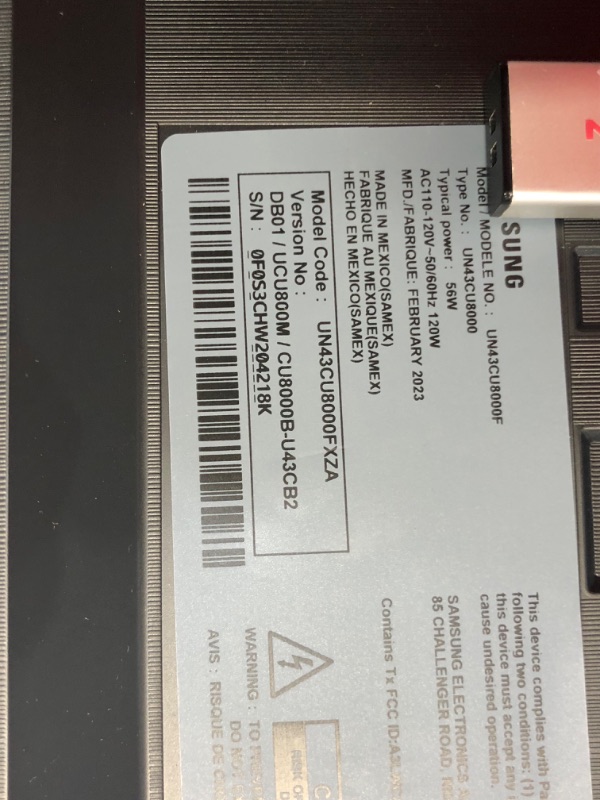 SUNG
Model / MODELE NO. : UN43CU8000F
Type No. : UN43CU8000
Typical power : 56W
AC110-120V~50/60Hz 120W
MFD./FABRIQUE: FEBRUARY 2023
MADE IN MEXICO(SAMEX)
FABRIQUE AU MEXIQUE(SAMEX)
HECHO EN MEXICO(SAMEX)
Model Code : UN43CU8000FXZA
Version No :
DB01 / UCU800M / CU8000B-U43CB2
S/N : 0F0S3CHW204218K
This device complies with Pa
following two conditions: (1)
this device must accept any
cause undesired operation.
SAMSUNG ELECTRONICS
85 CHALLENGER ROAD,
Contains Tx FCC ID:
WARNING : TO
DO NO
AVIS : RISQUE DE
RISK O
2